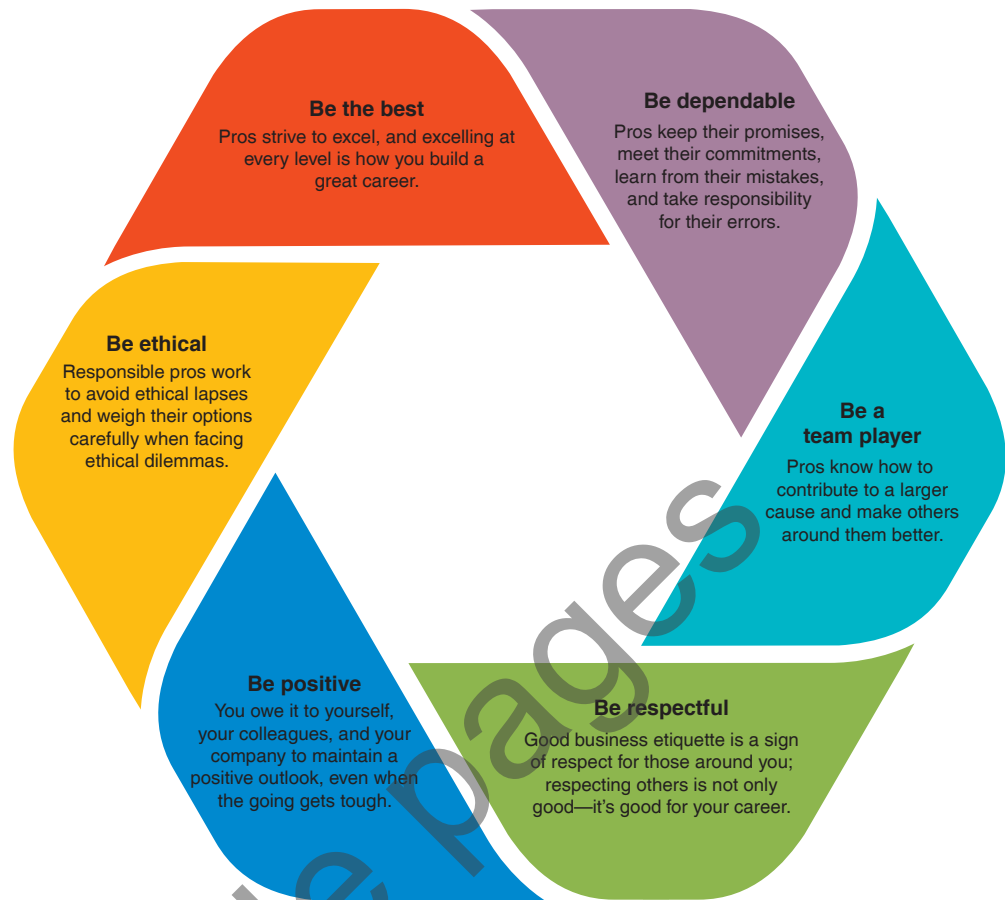 Be the best
Pros strive to excel, and excelling at
every level is how you build a
great career.
Be dependable
Pros keep their promises,
meet their commitments,
learn from their mistakes,
and take responsibility
for their errors.
Be a
team player
Pros know how to
contribute to a larger
cause and make others
around them better.
Be respectful
Good business etiquette is a sign
of respect for those around you;
respecting others is not only
good—it's good for your career.
Be positive
You owe it to yourself,
your colleagues, and your
company to maintain a
positive outlook, even when
the going gets tough.
Be ethical
Responsible pros work
to avoid ethical lapses
and weigh their options
carefully when facing
ethical dilemmas.
pages